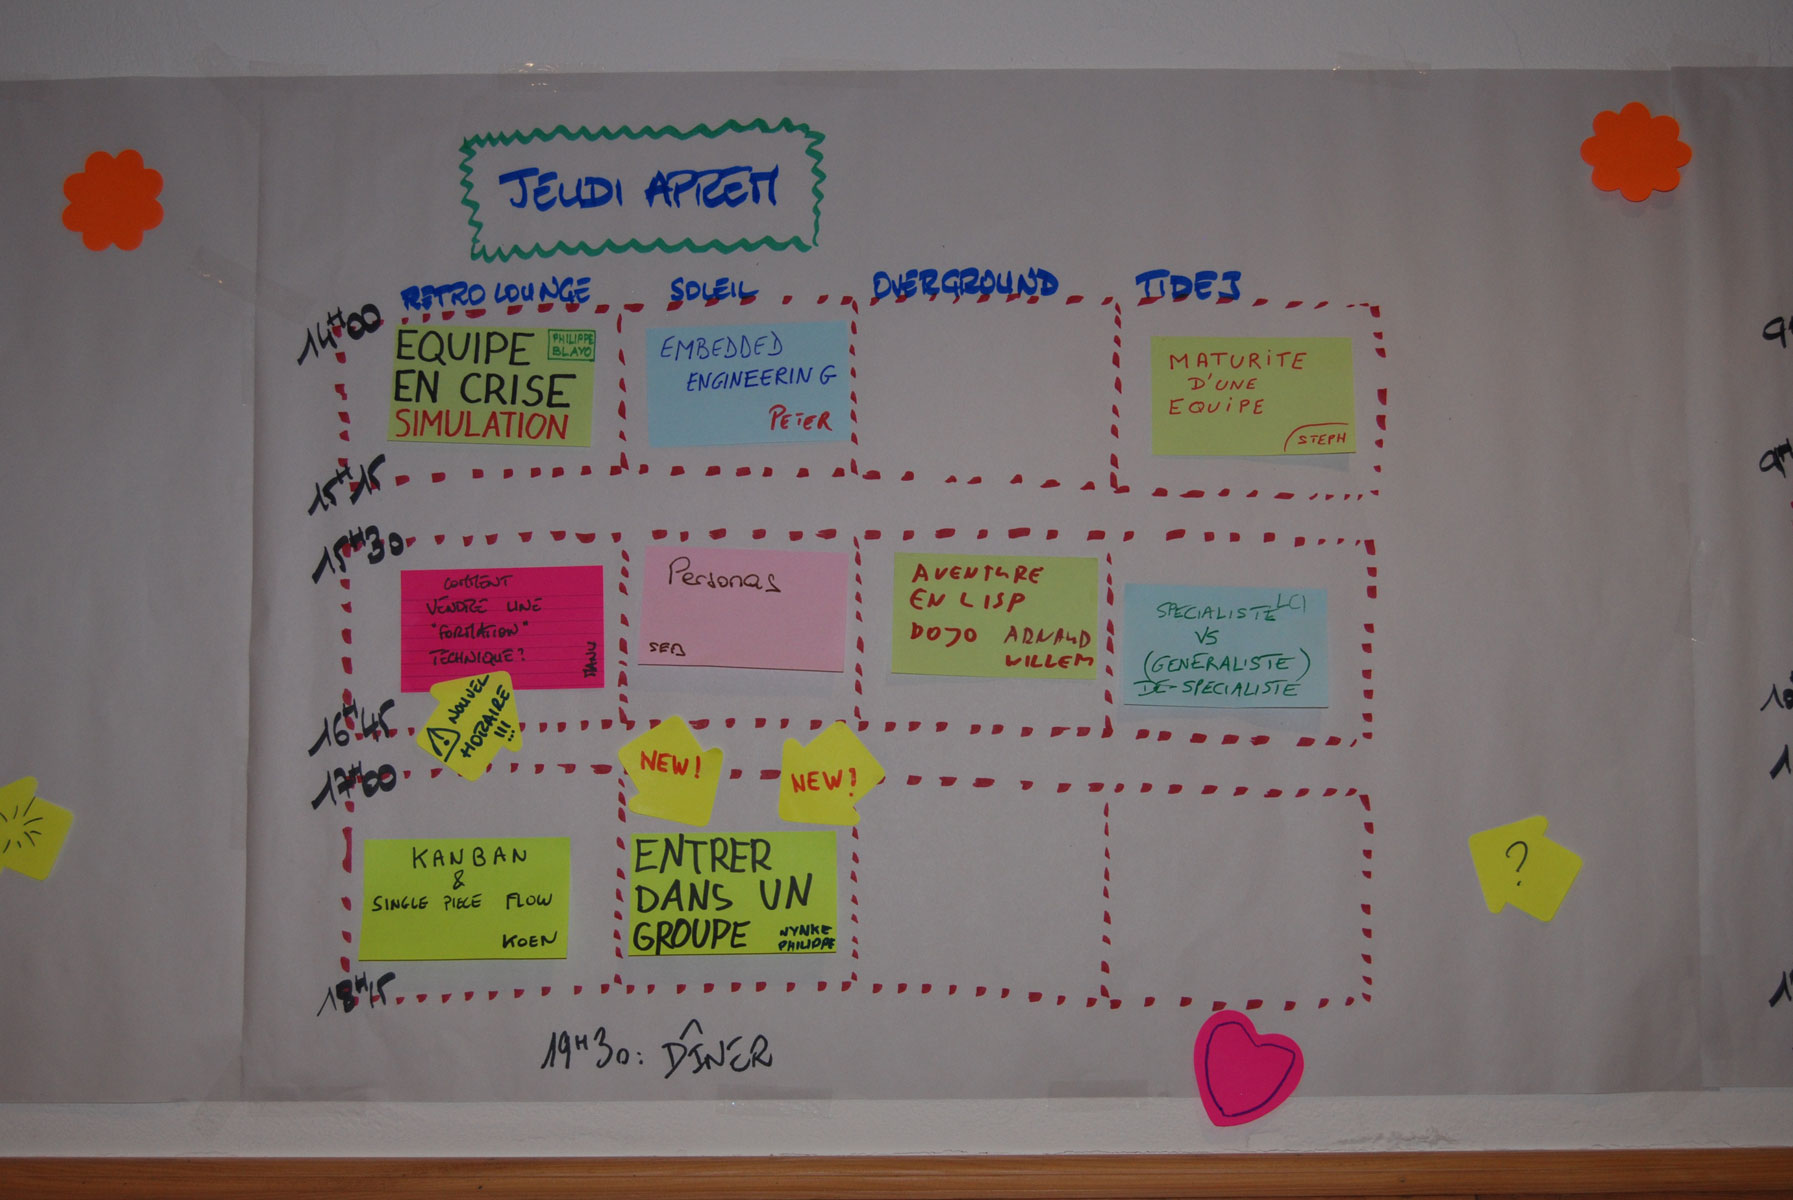 JEUDI APREM
RETRO LOUNGE
SOLEIL
OVERGROUND
14H00
EQUIPE
EN CRISE
SIMULATION
PHILIPPE
BLAYO
EMBEDDED
ENGINEERING
PETER
MATURITE
D'UNE
EQUIPE
STEPH
15H15
15H30
COMMENT
VENDRE UNE
"FORMATION"
TECHNIQUE?
MANU
NOUVEL
HORAIRE
!!!
Personas
SEB
AVENTURE
EN LISP
DOJO ARNAUD
WILLEM
SPECIALISTE
VS
(GENERALISTE)
DE-SPECIALISTE
16H45
17H00
NEW!
NEW!
KANBAN
&
SINGLE PIECE FLOW
KOEN
ENTRER
DANS UN
GROUPE
NYNKE
PHILIPPE
?
18H15
19H30: DÎNER